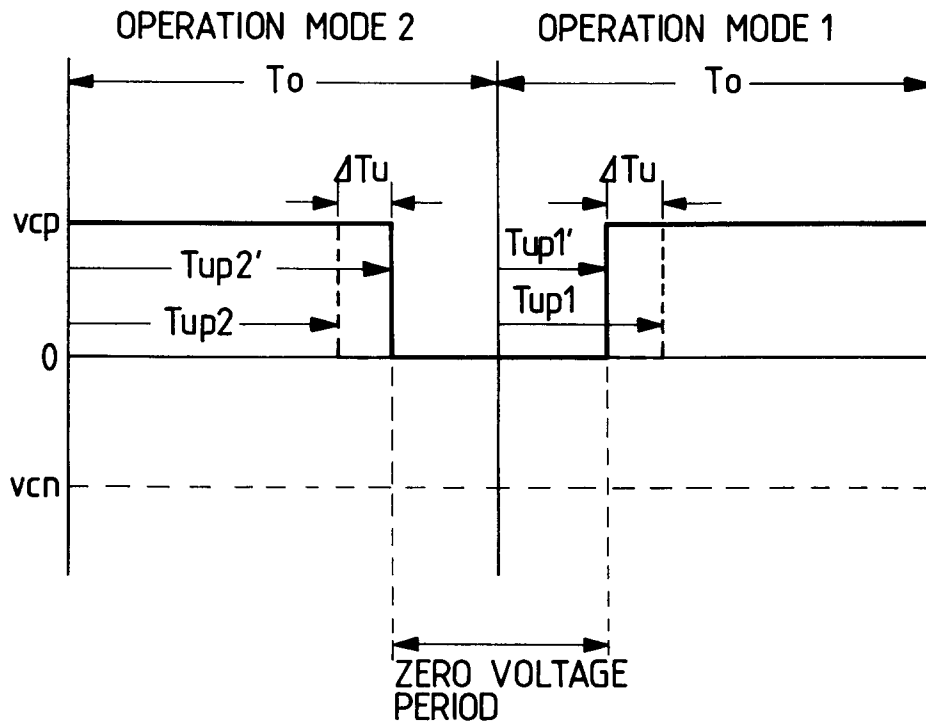 OPERATION MODE 2
OPERATION MODE 1
To
To
ΔTu
ΔTu
vcp
Tup2'
Tup1'
Tup2
Tup1
0
vcn
ZERO VOLTAGE
PERIOD